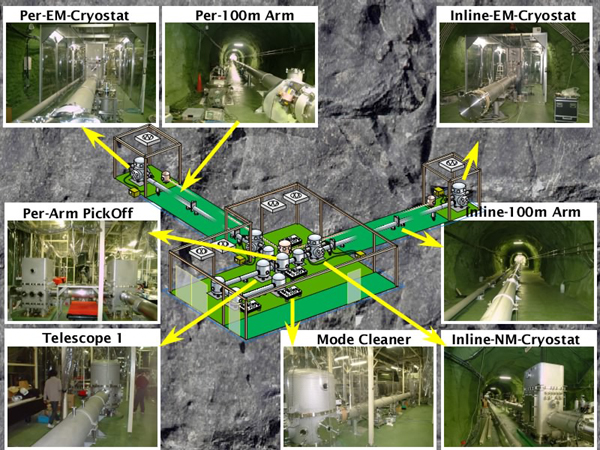 Per-EM-Cryostat
Per-100m Arm
Inline-EM-Cryostat
Per-Arm PickOff
Inline-100m Arm
Telescope 1
Mode Cleaner
Inline-NM-Cryostat